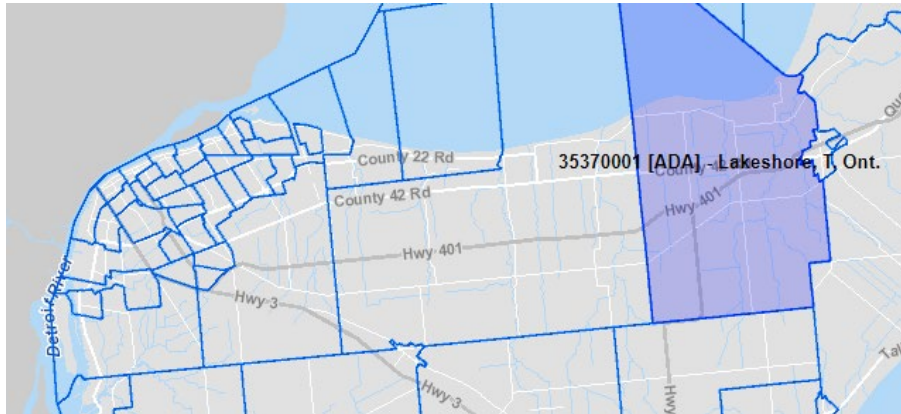 County 22 Rd
35370001 [ADA] - Lakeshore, T, Ont.
County 42 Rd
Hwy 401
Hwy 401
Hwy 3
Detroit River
Hwy 3